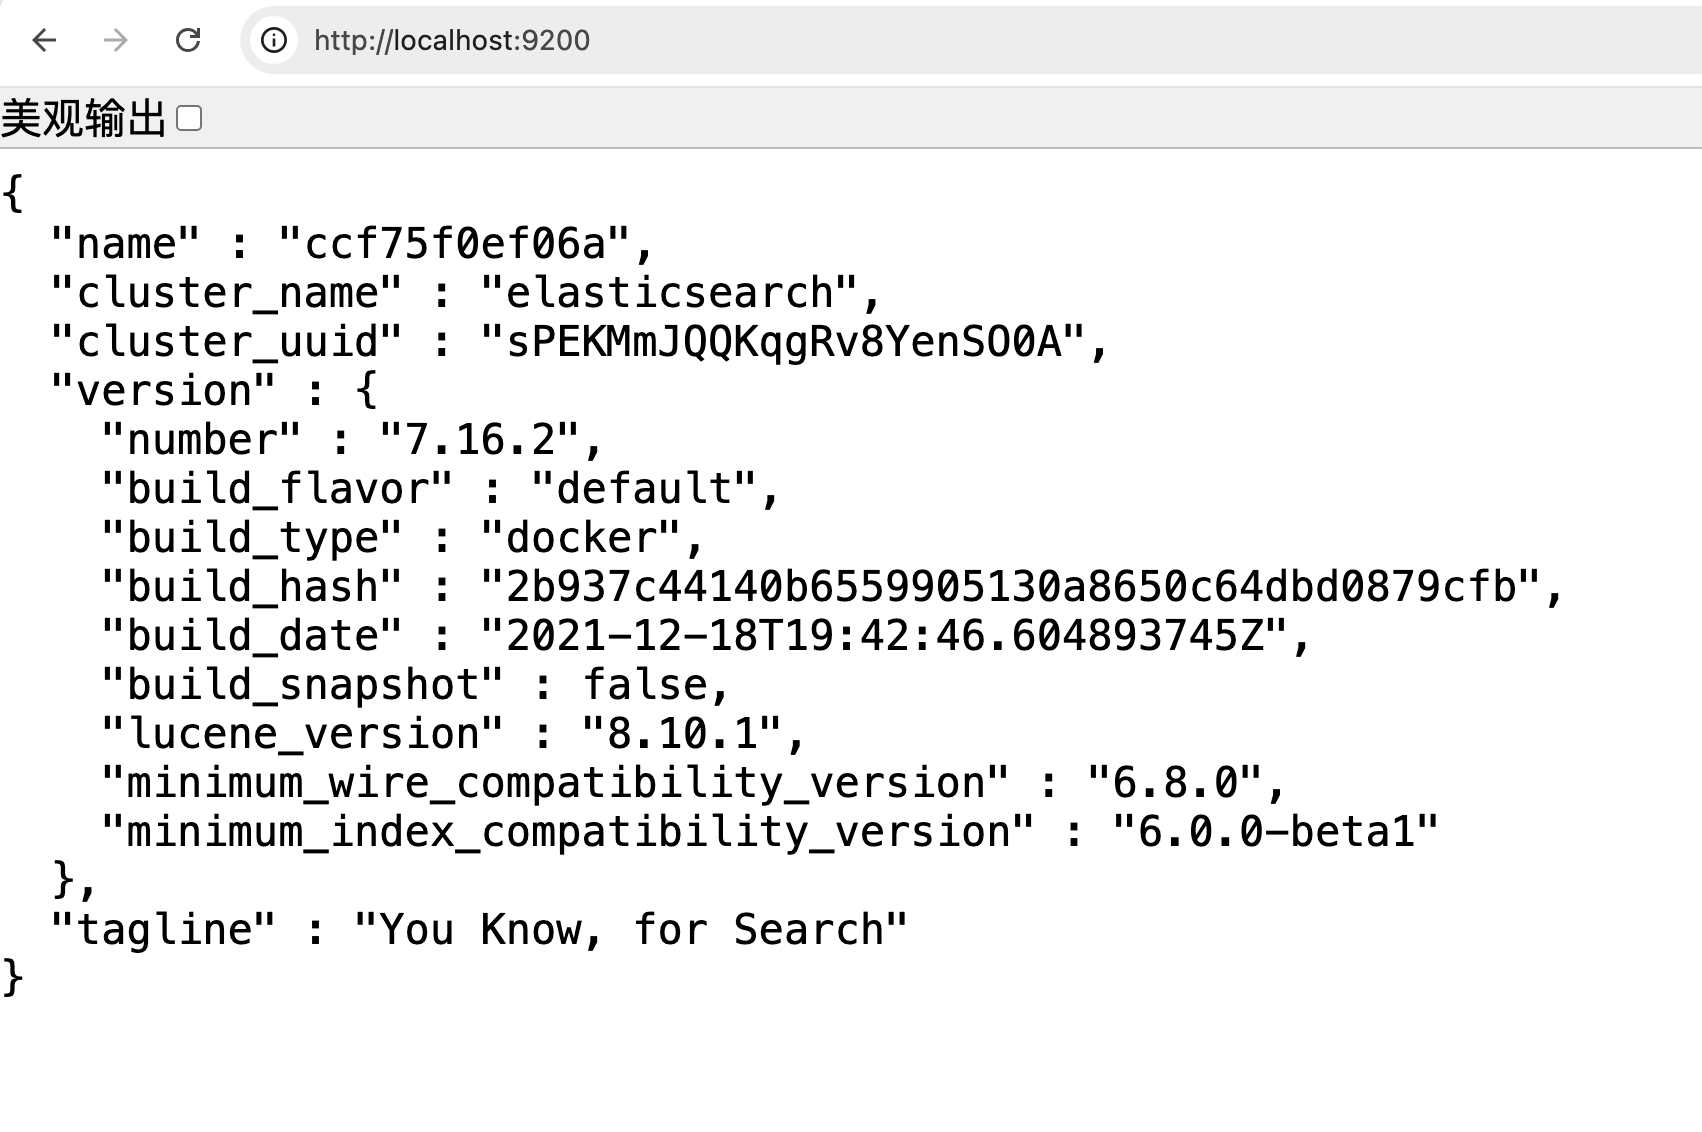 http://localhost:9200
美观输出
{
  "name" : "ccf75f0ef06a",
  "cluster_name" : "elasticsearch",
  "cluster_uuid" : "sPEKMmJQQKqgRv8YenSO0A",
  "version" : {
    "number" : "7.16.2",
    "build_flavor" : "default",
    "build_type" : "docker",
    "build_hash" : "2b937c44140b6559905130a8650c64dbd0879cfb",
    "build_date" : "2021-12-18T19:42:46.604893745Z",
    "build_snapshot" : false,
    "lucene_version" : "8.10.1",
    "minimum_wire_compatibility_version" : "6.8.0",
    "minimum_index_compatibility_version" : "6.0.0-beta1"
  },
  "tagline" : "You Know, for Search"
}